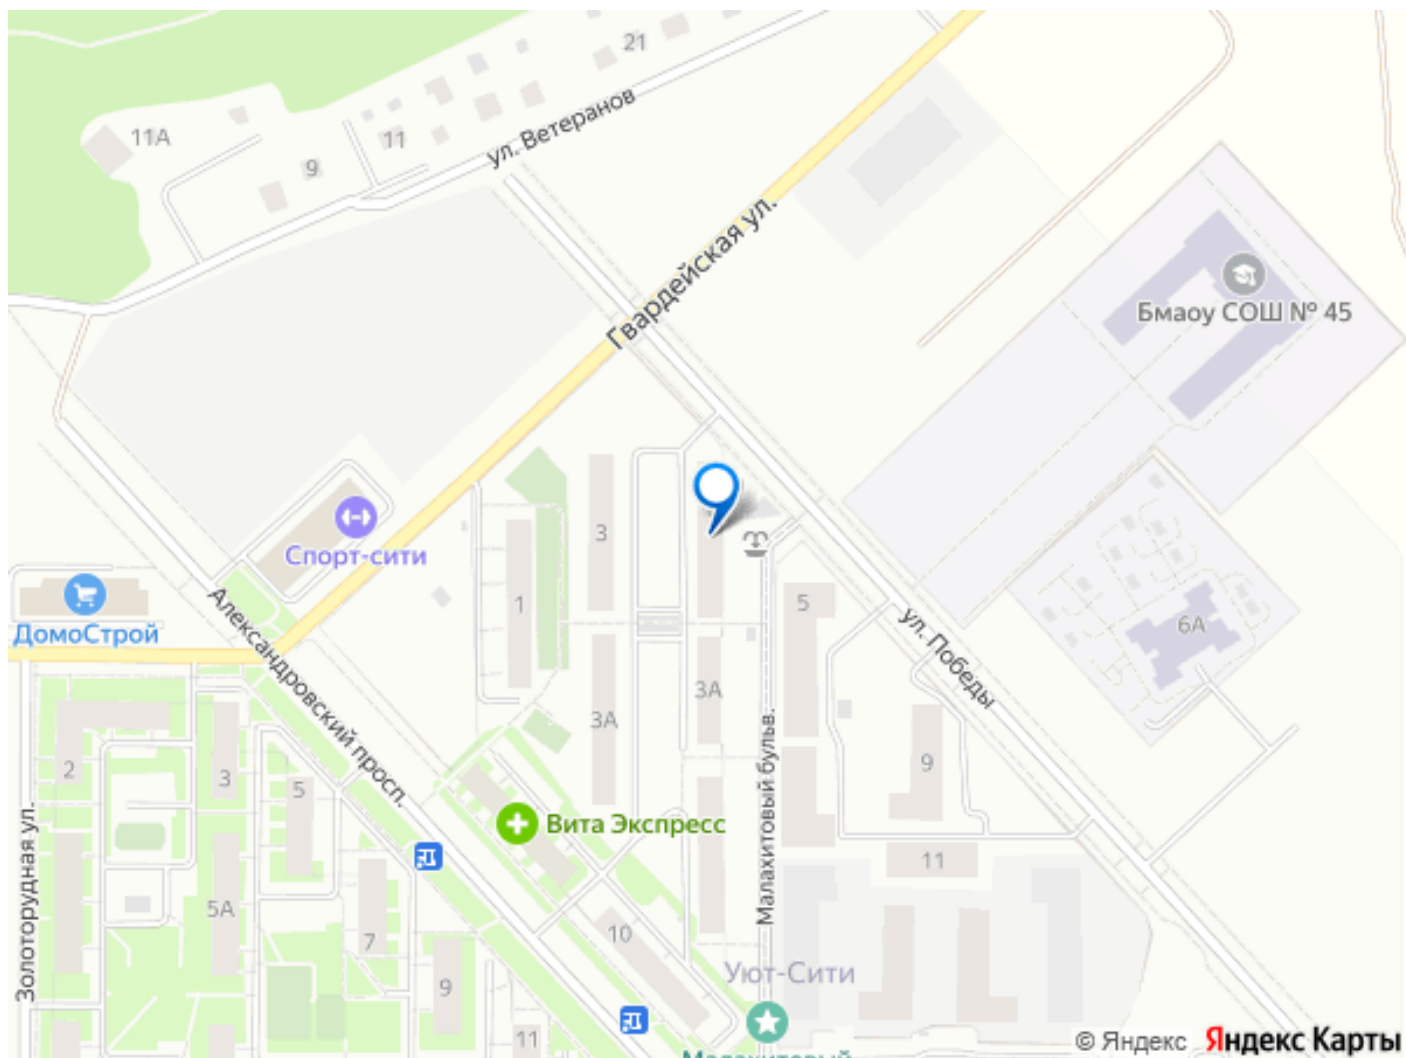 21
11А
11
9
ул. Ветеранов
Гвардейская ул.
Бмаоу СОШ № 45
Спорт-сити
3
1
ДомоСтрой
5
6А
ул. Победы
Александровский просп.
3А
3А
Малахитовый бульв.
2
3
5
9
Вита Экспресс
Золоторудная ул.
11
5А
7
10
9
Уют-Сити
11
Малахитовый
© Яндекс Яндекс Карты